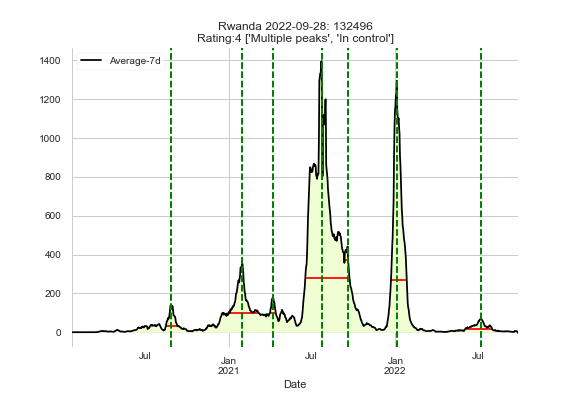 Rwanda 2022-09-28: 132496
Rating:4 ['Multiple peaks', 'In control']
Average-7d
1400
1200
1000
800
600
400
200
0
Jul
Jan
2021
Jul
Jan
2022
Jul
Date